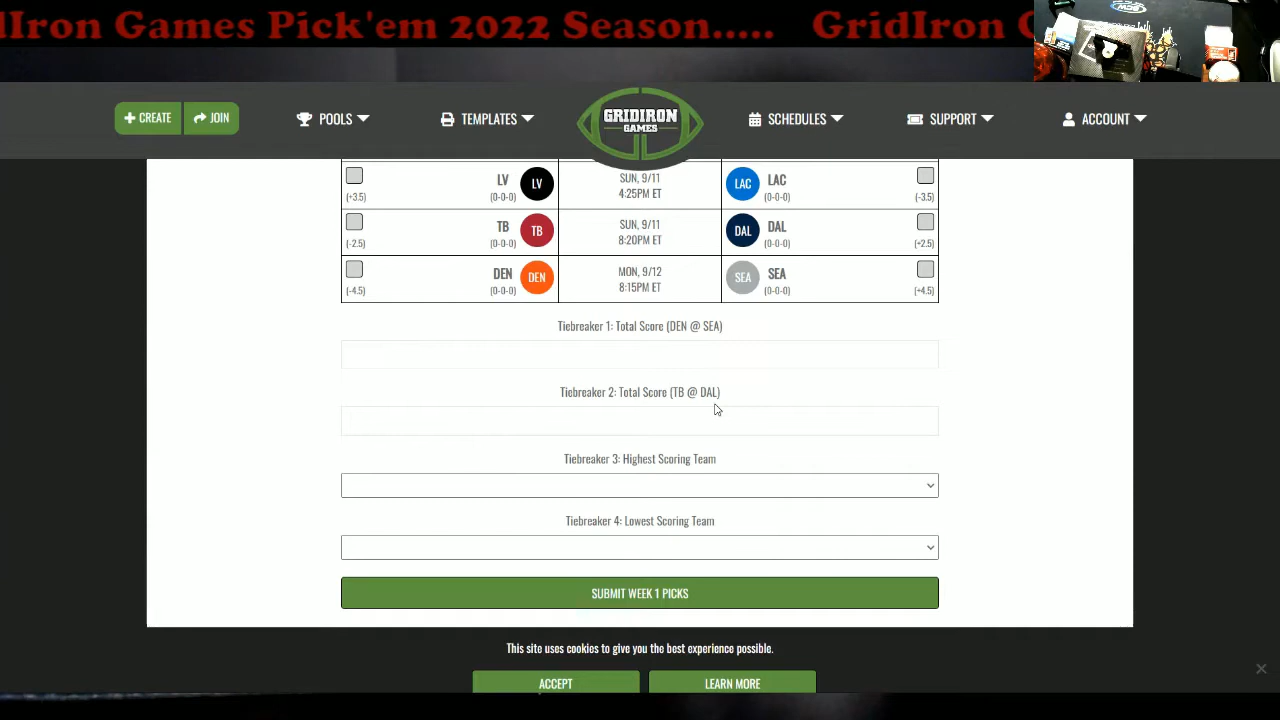 Iron Games Pick'em 2022 Season..... GridIron
CREATE JOIN POOLS TEMPLATES GRIDIRON GAMES SCHEDULES SUPPORT ACCOUNT
LV LV SUN, 9/11 LAC LAC
(+3.5) (0-0-0) 4:25PM ET (0-0-0) (-3.5)
TB TB SUN, 9/11 DAL DAL
(-2.5) (0-0-0) 8:20PM ET (0-0-0) (+2.5)
DEN DEN MON, 9/12 SEA SEA
(-4.5) (0-0-0) 8:15PM ET (0-0-0) (+4.5)
Tiebreaker 1: Total Score (DEN @ SEA)
Tiebreaker 2: Total Score (TB @ DAL)
Tiebreaker 3: Highest Scoring Team
Tiebreaker 4: Lowest Scoring Team
SUBMIT WEEK 1 PICKS
This site uses cookies to give you the best experience possible.
ACCEPT LEARN MORE